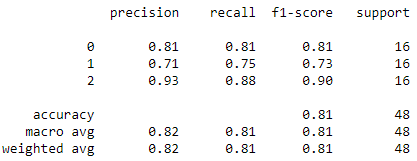 precision recall f1-score support
0 0.81 0.81 0.81 16
1 0.71 0.75 0.73 16
2 0.93 0.88 0.90 16
accuracy 0.81 48
macro avg 0.82 0.81 0.81 48
weighted avg 0.82 0.81 0.81 48